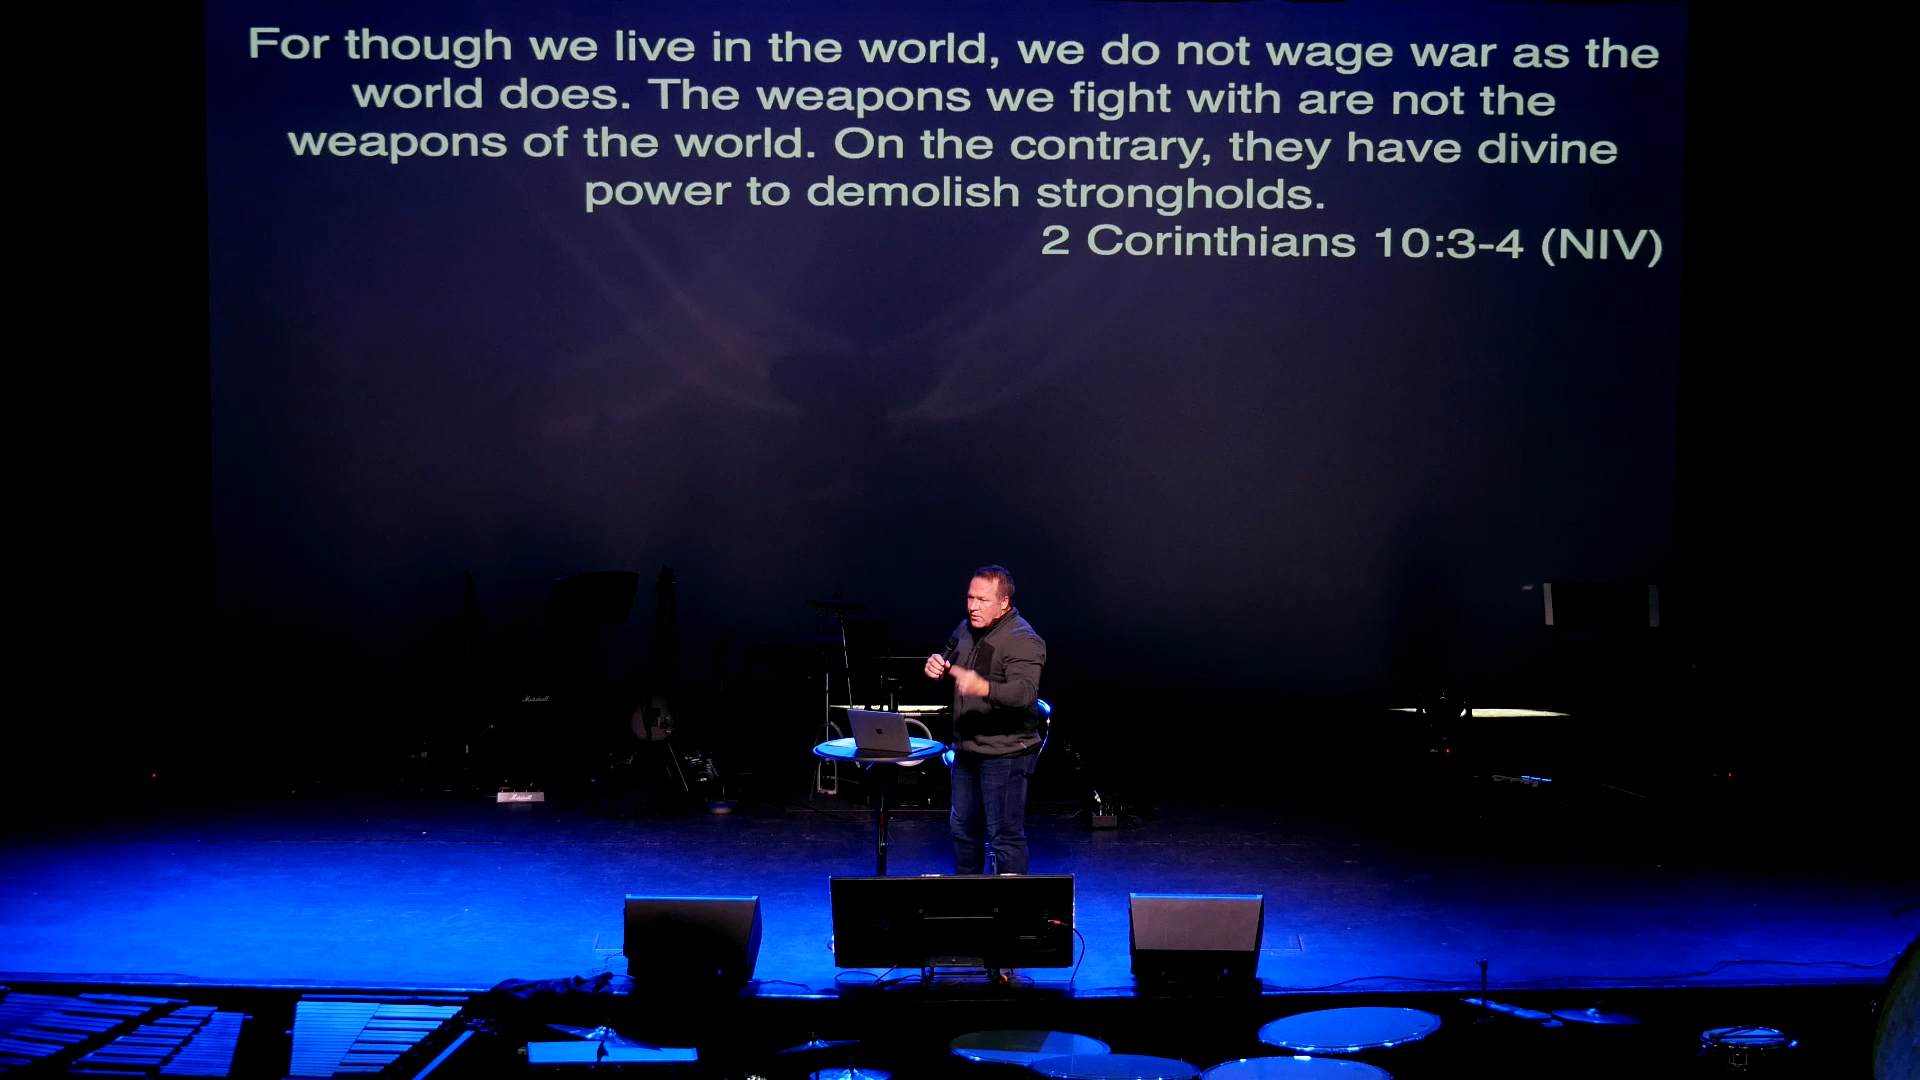 For though we live in the world, we do not wage war as the
world does. The weapons we fight with are not the
weapons of the world. On the contrary, they have divine
power to demolish strongholds.
2 Corinthians 10:3-4 (NIV)
Marshall
Marshall